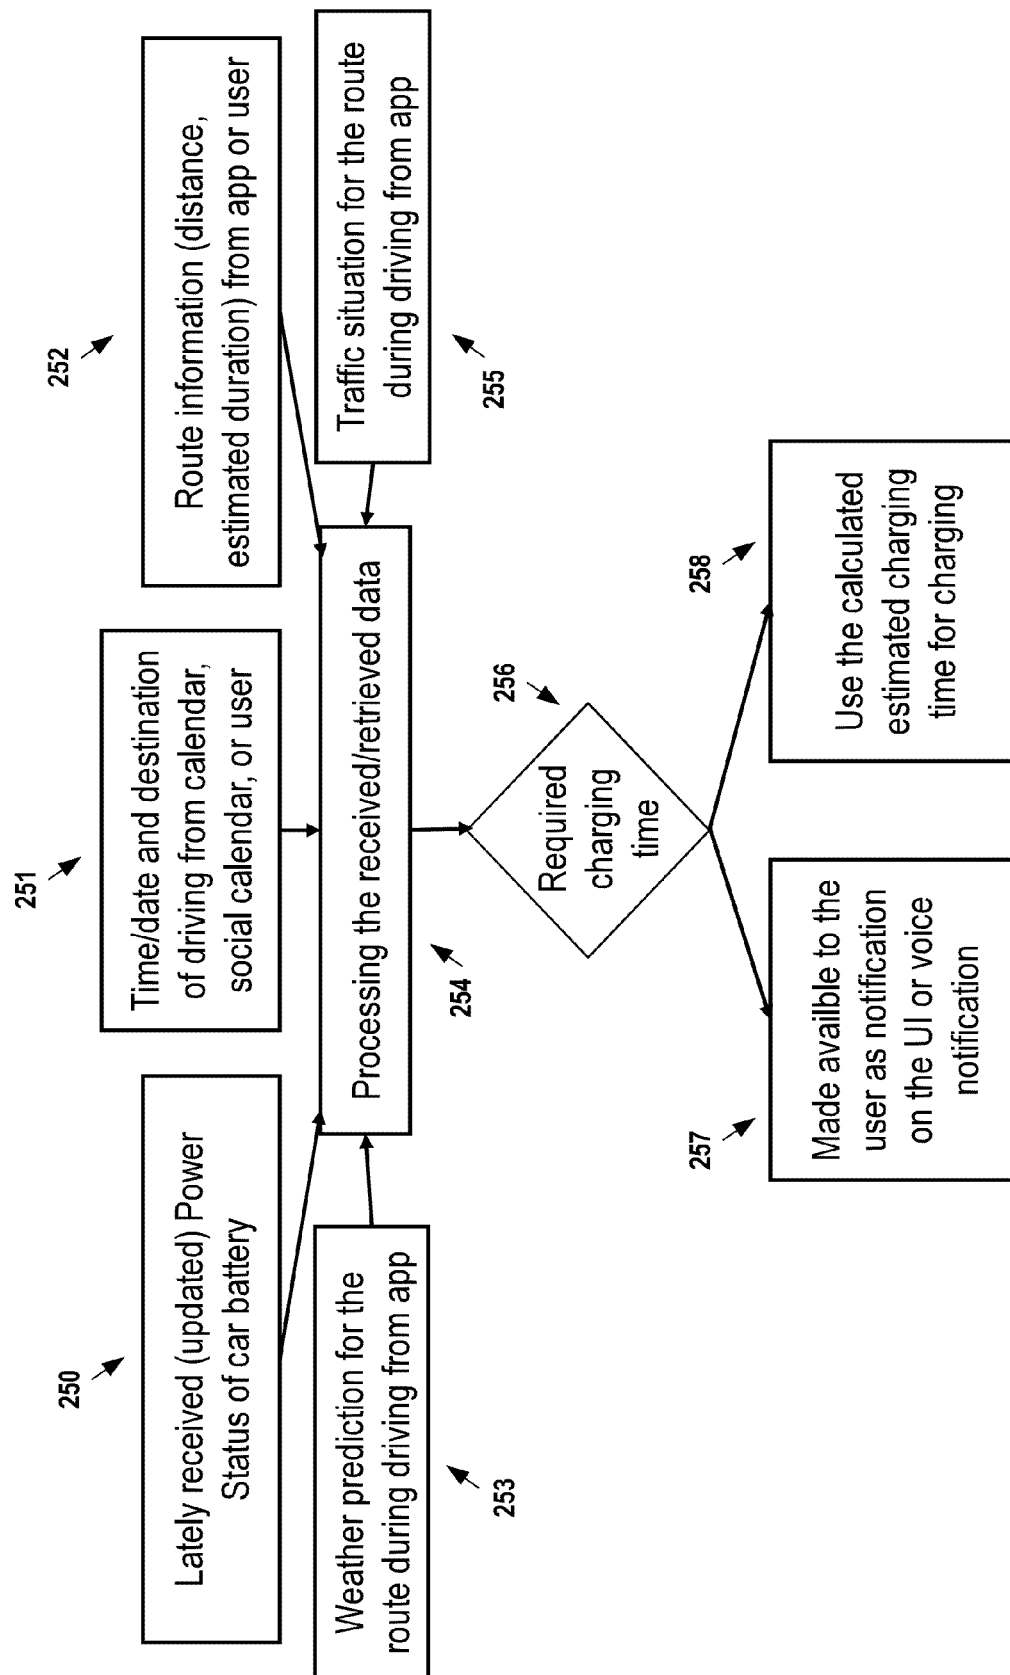 250
Lately received (updated) Power
Status of car battery
251
Time/date and destination
of driving from calendar,
social calendar, or user
252
Route information (distance,
estimated duration) from app or user
253
Weather prediction for the
route during driving from app
254
Processing the received/retrieved data
255
Traffic situation for the route
during driving from app
256
Required
charging
time
257
Made availble to the
user as notification
on the UI or voice
notification
258
Use the calculated
estimated charging
time for charging